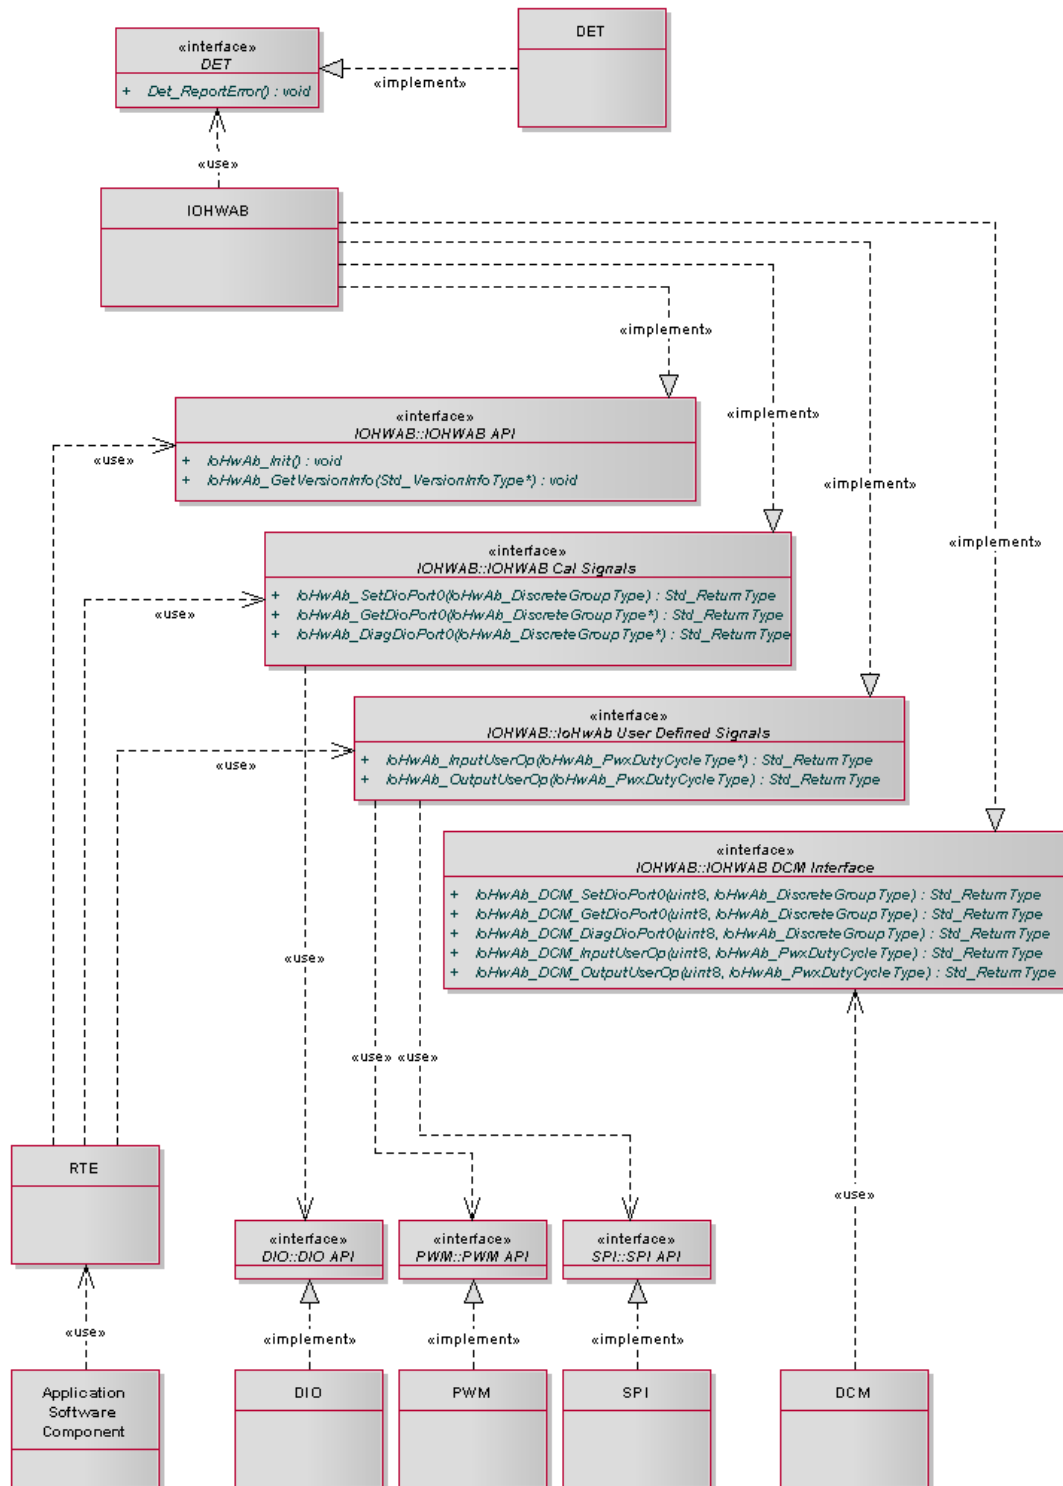 «interface»
DET
+ Det_ReportError() : void
DET
«implement»
«use»
IOHWAB
«implement»
«interface»
IOHWAB::IOHWAB API
+ IoHwAb_Init() : void
+ IoHwAb_GetVersionInfo(Std_VersionInfoType*) : void
«use»
«implement»
«implement»
«implement»
«interface»
IOHWAB::IOHWAB Cal Signals
+ IoHwAb_SetDioPort0(IoHwAb_DiscreteGroupType) : Std_ReturnType
+ IoHwAb_GetDioPort0(IoHwAb_DiscreteGroupType*) : Std_ReturnType
+ IoHwAb_DiagDioPort0(IoHwAb_DiscreteGroupType*) : Std_ReturnType
«use»
«interface»
IOHWAB::IoHwAb User Defined Signals
+ IoHwAb_InputUserOp(IoHwAb_PwxDutyCycleType*) : Std_ReturnType
+ IoHwAb_OutputUserOp(IoHwAb_PwxDutyCycleType) : Std_ReturnType
«use»
«interface»
IOHWAB::IOHWAB DCM Interface
+ IoHwAb_DCM_SetDioPort0(uint8, IoHwAb_DiscreteGroupType) : Std_ReturnType
+ IoHwAb_DCM_GetDioPort0(uint8, IoHwAb_DiscreteGroupType) : Std_ReturnType
+ IoHwAb_DCM_DiagDioPort0(uint8, IoHwAb_DiscreteGroupType) : Std_ReturnType
+ IoHwAb_DCM_InputUserOp(uint8, IoHwAb_PwxDutyCycleType) : Std_ReturnType
+ IoHwAb_DCM_OutputUserOp(uint8, IoHwAb_PwxDutyCycleType) : Std_ReturnType
«use»
«use» «use»
RTE
«use»
«interface»
DIO::DIO API
«interface»
PWM::PWM API
«interface»
SPI::SPI API
«use»
«implement»
«implement»
«implement»
Application
Software
Component
DIO
PWM
SPI
DCM